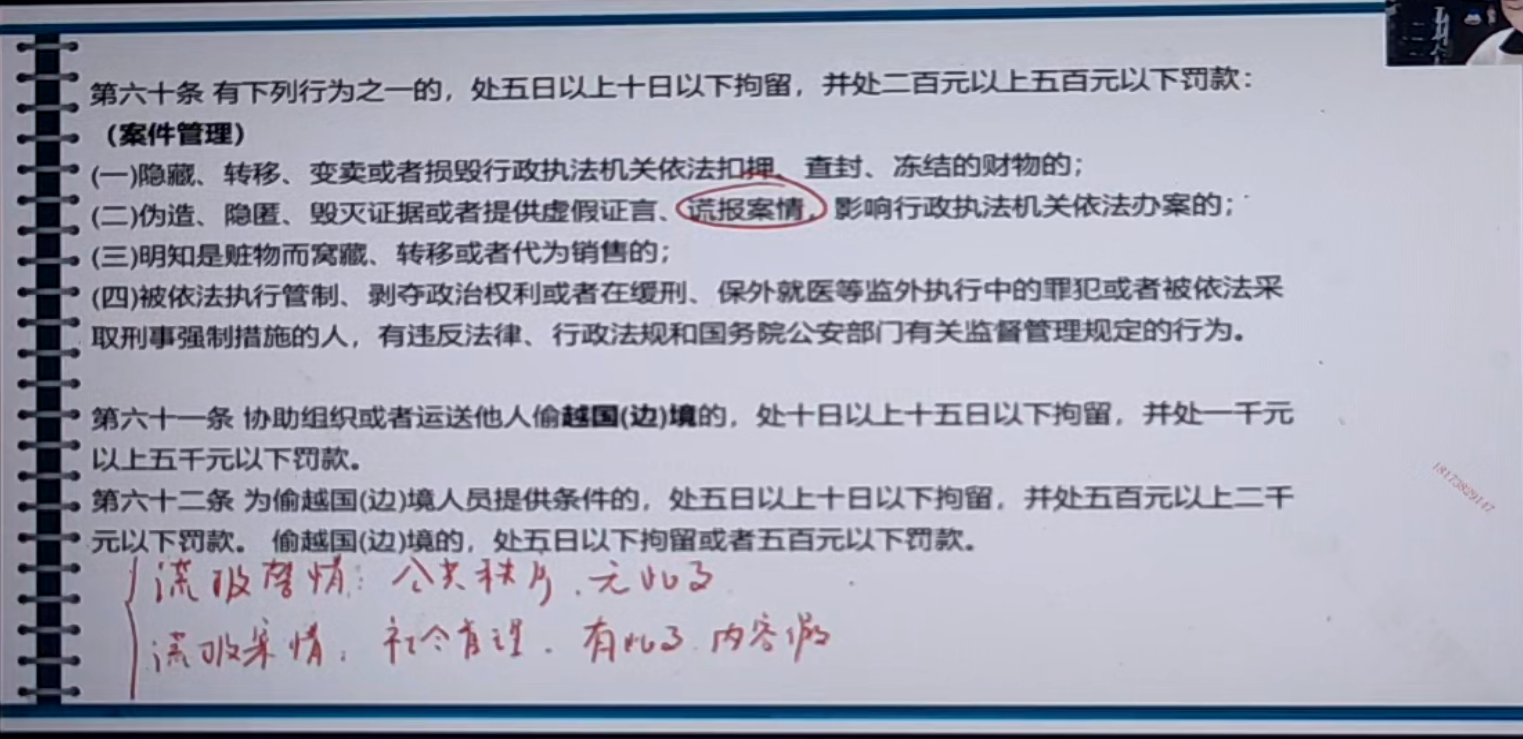 第六十条 有下列行为之一的，处五日以上十日以下拘留，并处二百元以上五百元以下罚款：
（案件管理）
(一)隐藏、转移、变卖或者损毁行政执法机关依法扣押、查封、冻结的财物的；
(二)伪造、隐匿、毁灭证据或者提供虚假证言、谎报案情，影响行政执法机关依法办案的；
(三)明知是赃物而窝藏、转移或者代为销售的；
(四)被依法执行管制、剥夺政治权利或者在缓刑、保外就医等监外执行中的罪犯或者被依法采
取刑事强制措施的人，有违反法律、行政法规和国务院公安部门有关监督管理规定的行为。
第六十一条 协助组织或者运送他人偷越国(边)境的，处十日以上十五日以下拘留，并处一千元
以上五千元以下罚款。
第六十二条 为偷越国(边)境人员提供条件的，处五日以上十日以下拘留，并处五百元以上二千
元以下罚款。 偷越国(边)境的，处五日以下拘留或者五百元以下罚款。
谎报警情：公共秩序．无此事
谎报案情：社会管理．有此事 内容假
18173829147